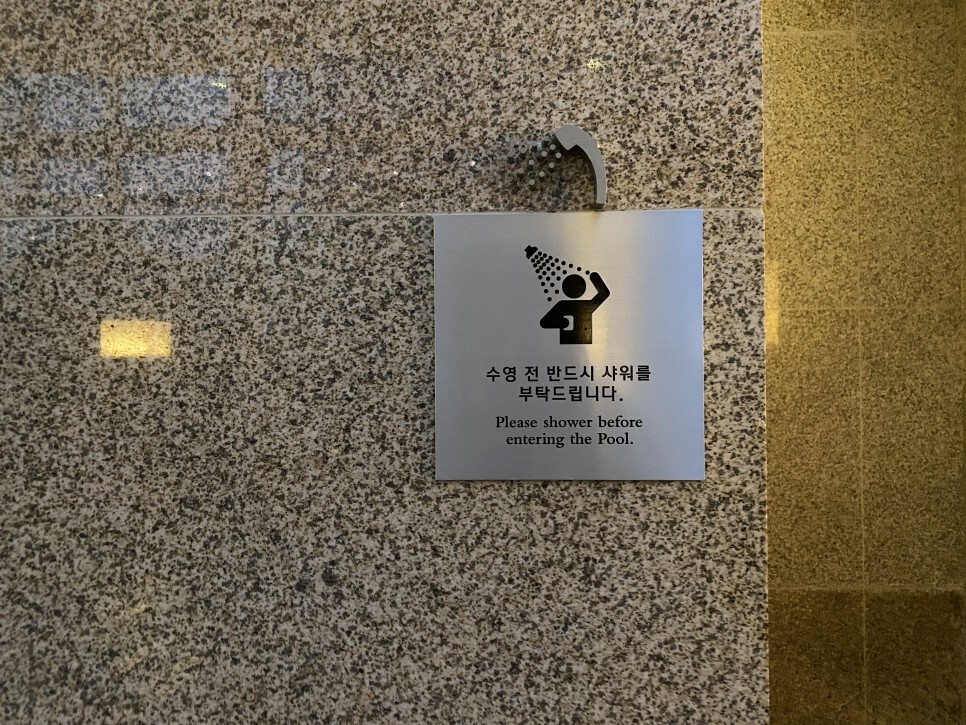 수영 전 반드시 샤워를
부탁드립니다.
Please shower before
entering the Pool.